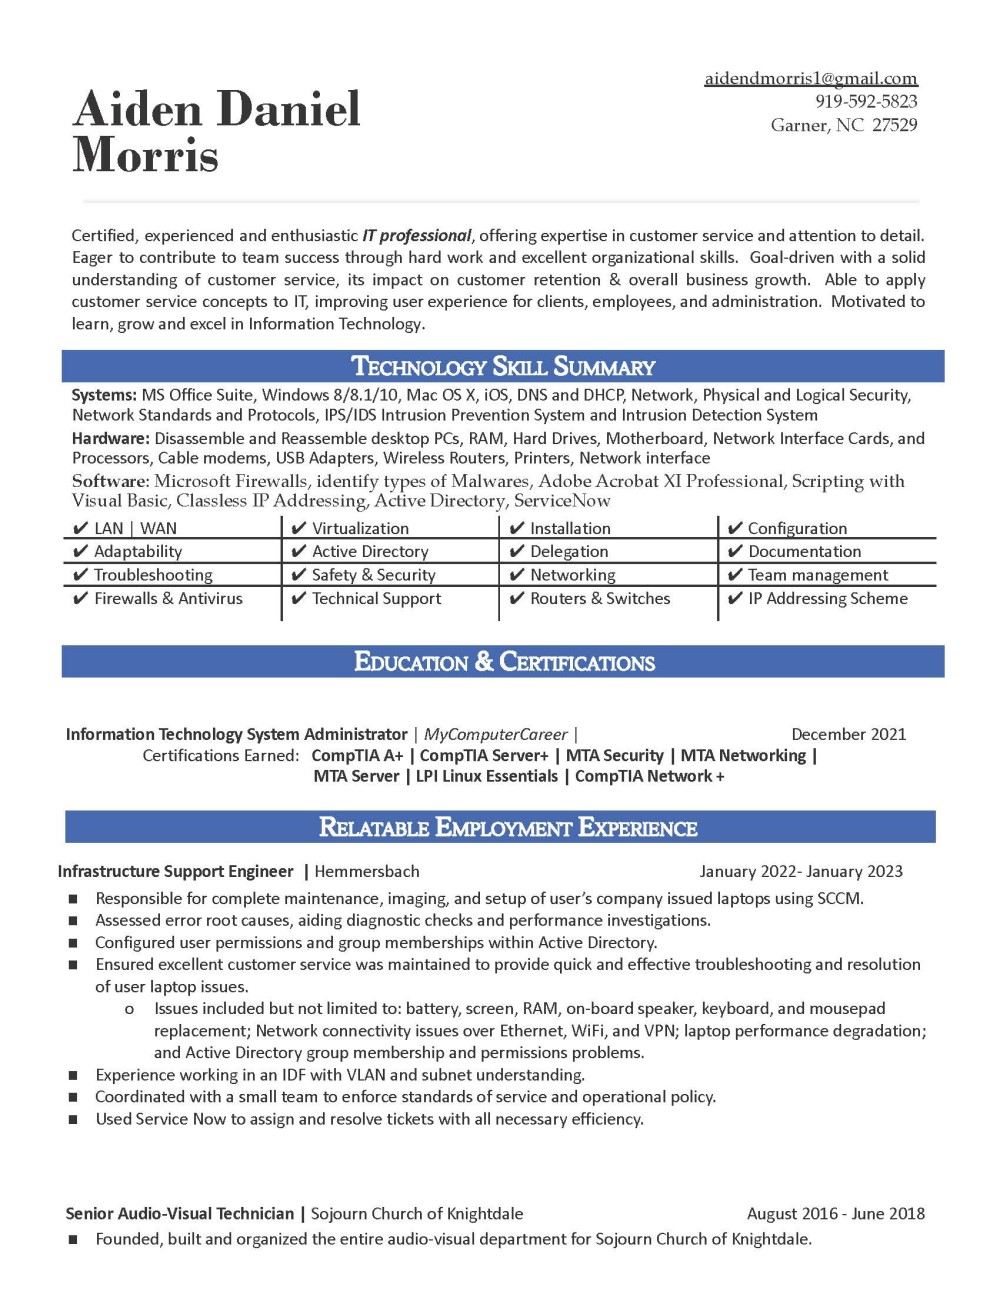 Aiden Daniel
Morris
aidendmorris1@gmail.com
919-592-5823
Garner, NC 27529
Certified, experienced and enthusiastic IT professional, offering expertise in customer service and attention to detail.
Eager to contribute to team success through hard work and excellent organizational skills. Goal-driven with a solid
understanding of customer service, its impact on customer retention & overall business growth. Able to apply
customer service concepts to IT, improving user experience for clients, employees, and administration. Motivated to
learn, grow and excel in Information Technology.
Technology Skill Summary
Systems: MS Office Suite, Windows 8/8.1/10, Mac OS X, iOS, DNS and DHCP, Network, Physical and Logical Security,
Network Standards and Protocols, IPS/IDS Intrusion Prevention System and Intrusion Detection System
Hardware: Disassemble and Reassemble desktop PCs, RAM, Hard Drives, Motherboard, Network Interface Cards, and
Processors, Cable modems, USB Adapters, Wireless Routers, Printers, Network interface
Software: Microsoft Firewalls, identify types of Malwares, Adobe Acrobat XI Professional, Scripting with
Visual Basic, Classless IP Addressing, Active Directory, ServiceNow
✔ LAN | WAN ✔ Virtualization ✔ Installation ✔ Configuration
✔ Adaptability ✔ Active Directory ✔ Delegation ✔ Documentation
✔ Troubleshooting ✔ Safety & Security ✔ Networking ✔ Team management
✔ Firewalls & Antivirus ✔ Technical Support ✔ Routers & Switches ✔ IP Addressing Scheme
Education & Certifications
Information Technology System Administrator | MyComputerCareer | December 2021
Certifications Earned: CompTIA A+ | CompTIA Server+ | MTA Security | MTA Networking |
MTA Server | LPI Linux Essentials | CompTIA Network +
Relatable Employment Experience
Infrastructure Support Engineer | Hemmersbach January 2022- January 2023
■ Responsible for complete maintenance, imaging, and setup of user's company issued laptops using SCCM.
■ Assessed error root causes, aiding diagnostic checks and performance investigations.
■ Configured user permissions and group memberships within Active Directory.
■ Ensured excellent customer service was maintained to provide quick and effective troubleshooting and resolution
of user laptop issues.
o Issues included but not limited to: battery, screen, RAM, on-board speaker, keyboard, and mousepad
replacement; Network connectivity issues over Ethernet, WiFi, and VPN; laptop performance degradation;
and Active Directory group membership and permissions problems.
■ Experience working in an IDF with VLAN and subnet understanding.
■ Coordinated with a small team to enforce standards of service and operational policy.
■ Used Service Now to assign and resolve tickets with all necessary efficiency.
Senior Audio-Visual Technician | Sojourn Church of Knightdale August 2016 - June 2018
■ Founded, built and organized the entire audio-visual department for Sojourn Church of Knightdale.